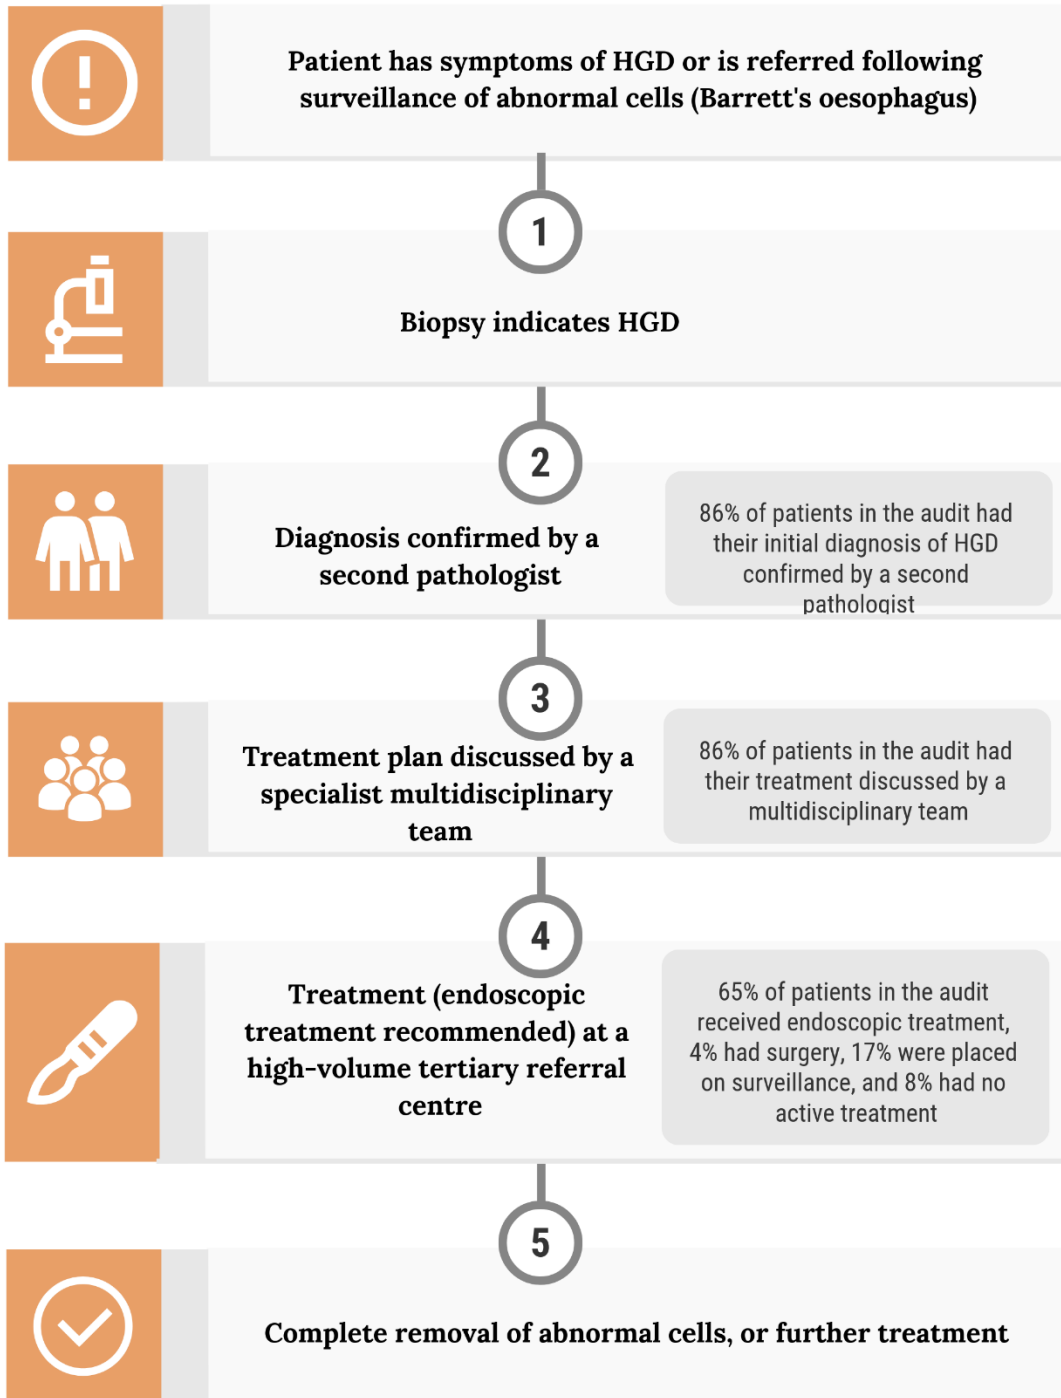 Patient has symptoms of HGD or is referred following
surveillance of abnormal cells (Barrett's oesophagus)
1
Biopsy indicates HGD
2
Diagnosis confirmed by a
second pathologist
86% of patients in the audit had
their initial diagnosis of HGD
confirmed by a second
pathologist
3
Treatment plan discussed by a
specialist multidisciplinary
team
86% of patients in the audit had
their treatment discussed by a
multidisciplinary team
4
Treatment (endoscopic
treatment recommended) at a
high-volume tertiary referral
centre
65% of patients in the audit
received endoscopic treatment,
4% had surgery, 17% were placed
on surveillance, and 8% had no
active treatment
5
Complete removal of abnormal cells, or further treatment